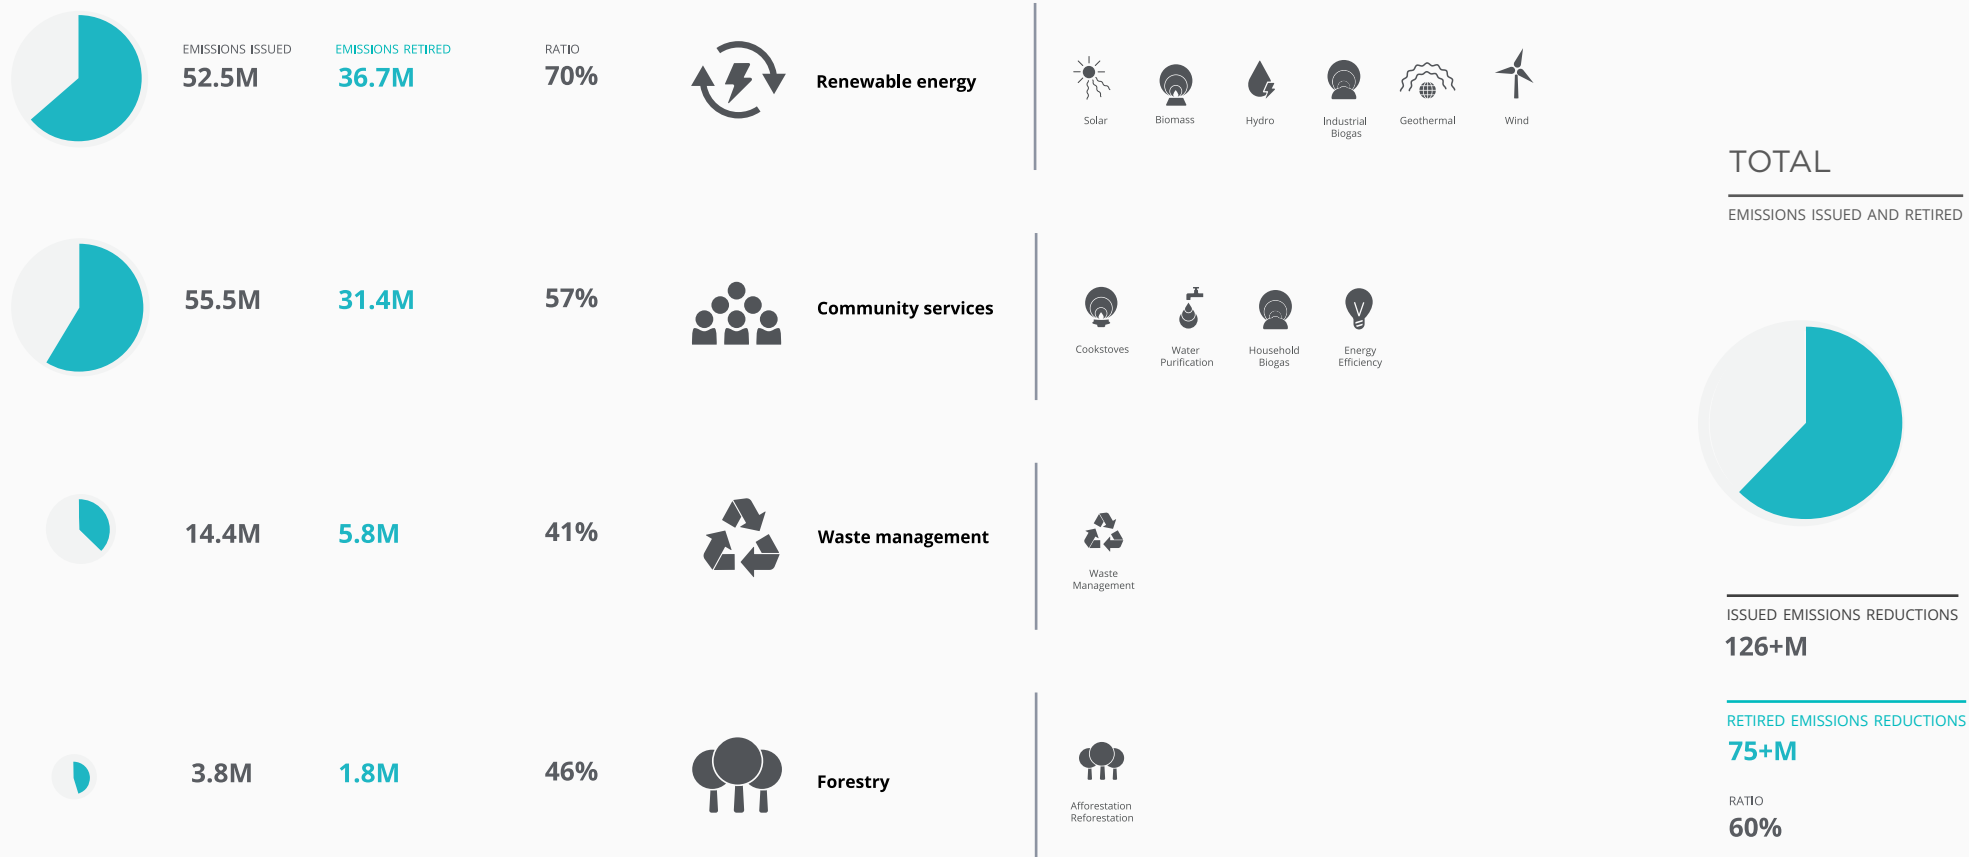 EMISSIONS ISSUED
52.5M
EMISSIONS RETIRED
36.7M
RATIO
70%
Renewable energy
Solar
Biomass
Hydro
Industrial
Biogas
Geothermal
Wind
55.5M
31.4M
57%
Community services
Cookstoves
Water
Purification
Household
Biogas
Energy
Efficiency
14.4M
5.8M
41%
Waste management
Waste
Management
3.8M
1.8M
46%
Forestry
Afforestation
Reforestation
TOTAL
EMISSIONS ISSUED AND RETIRED
ISSUED EMISSIONS REDUCTIONS
126+M
RETIRED EMISSIONS REDUCTIONS
75+M
RATIO
60%